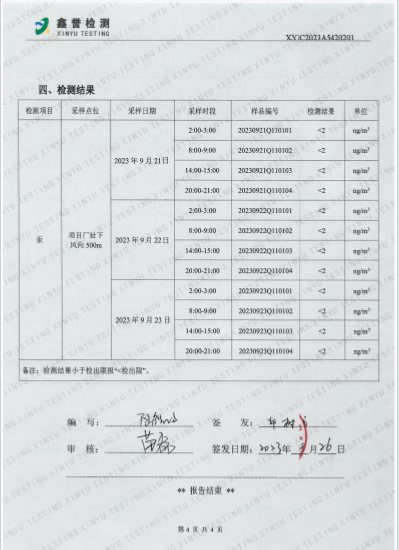 鑫誉检测
XINYU TESTING
XYJC2023A5420201
四、检测结果
检测项目 采样点位 采样日期 采样时段 样品编号 检测结果 单位
汞 项目厂址下风向 500m 2023 年 9 月 21日 2:00-3:00 20230921Q110101 <2 ng/m³
8:00-9:00 20230921Q110102 <2 ng/m³
14:00-15:00 20230921Q110103 <2 ng/m³
20:00-21:00 20230921Q110104 <2 ng/m³
2023 年 9 月 22日 2:00-3:00 20230922Q110101 <2 ng/m³
8:00-9:00 20230922Q110102 <2 ng/m³
14:00-15:00 20230922Q110103 <2 ng/m³
20:00-21:00 20230922Q110104 <2 ng/m³
2023 年 9 月 23 日 2:00-3:00 20230923Q110101 <2 ng/m³
8:00-9:00 20230923Q110102 <2 ng/m³
14:00-15:00 20230923Q110103 <2 ng/m³
20:00-21:00 20230923Q110104 <2 ng/m³
备注：检测结果小于检出限报“<检出限”。
编 写： 签 发：
审 核： 签发日期：2023年 月26日
** 报告结束 **
第 4 页 共 4 页